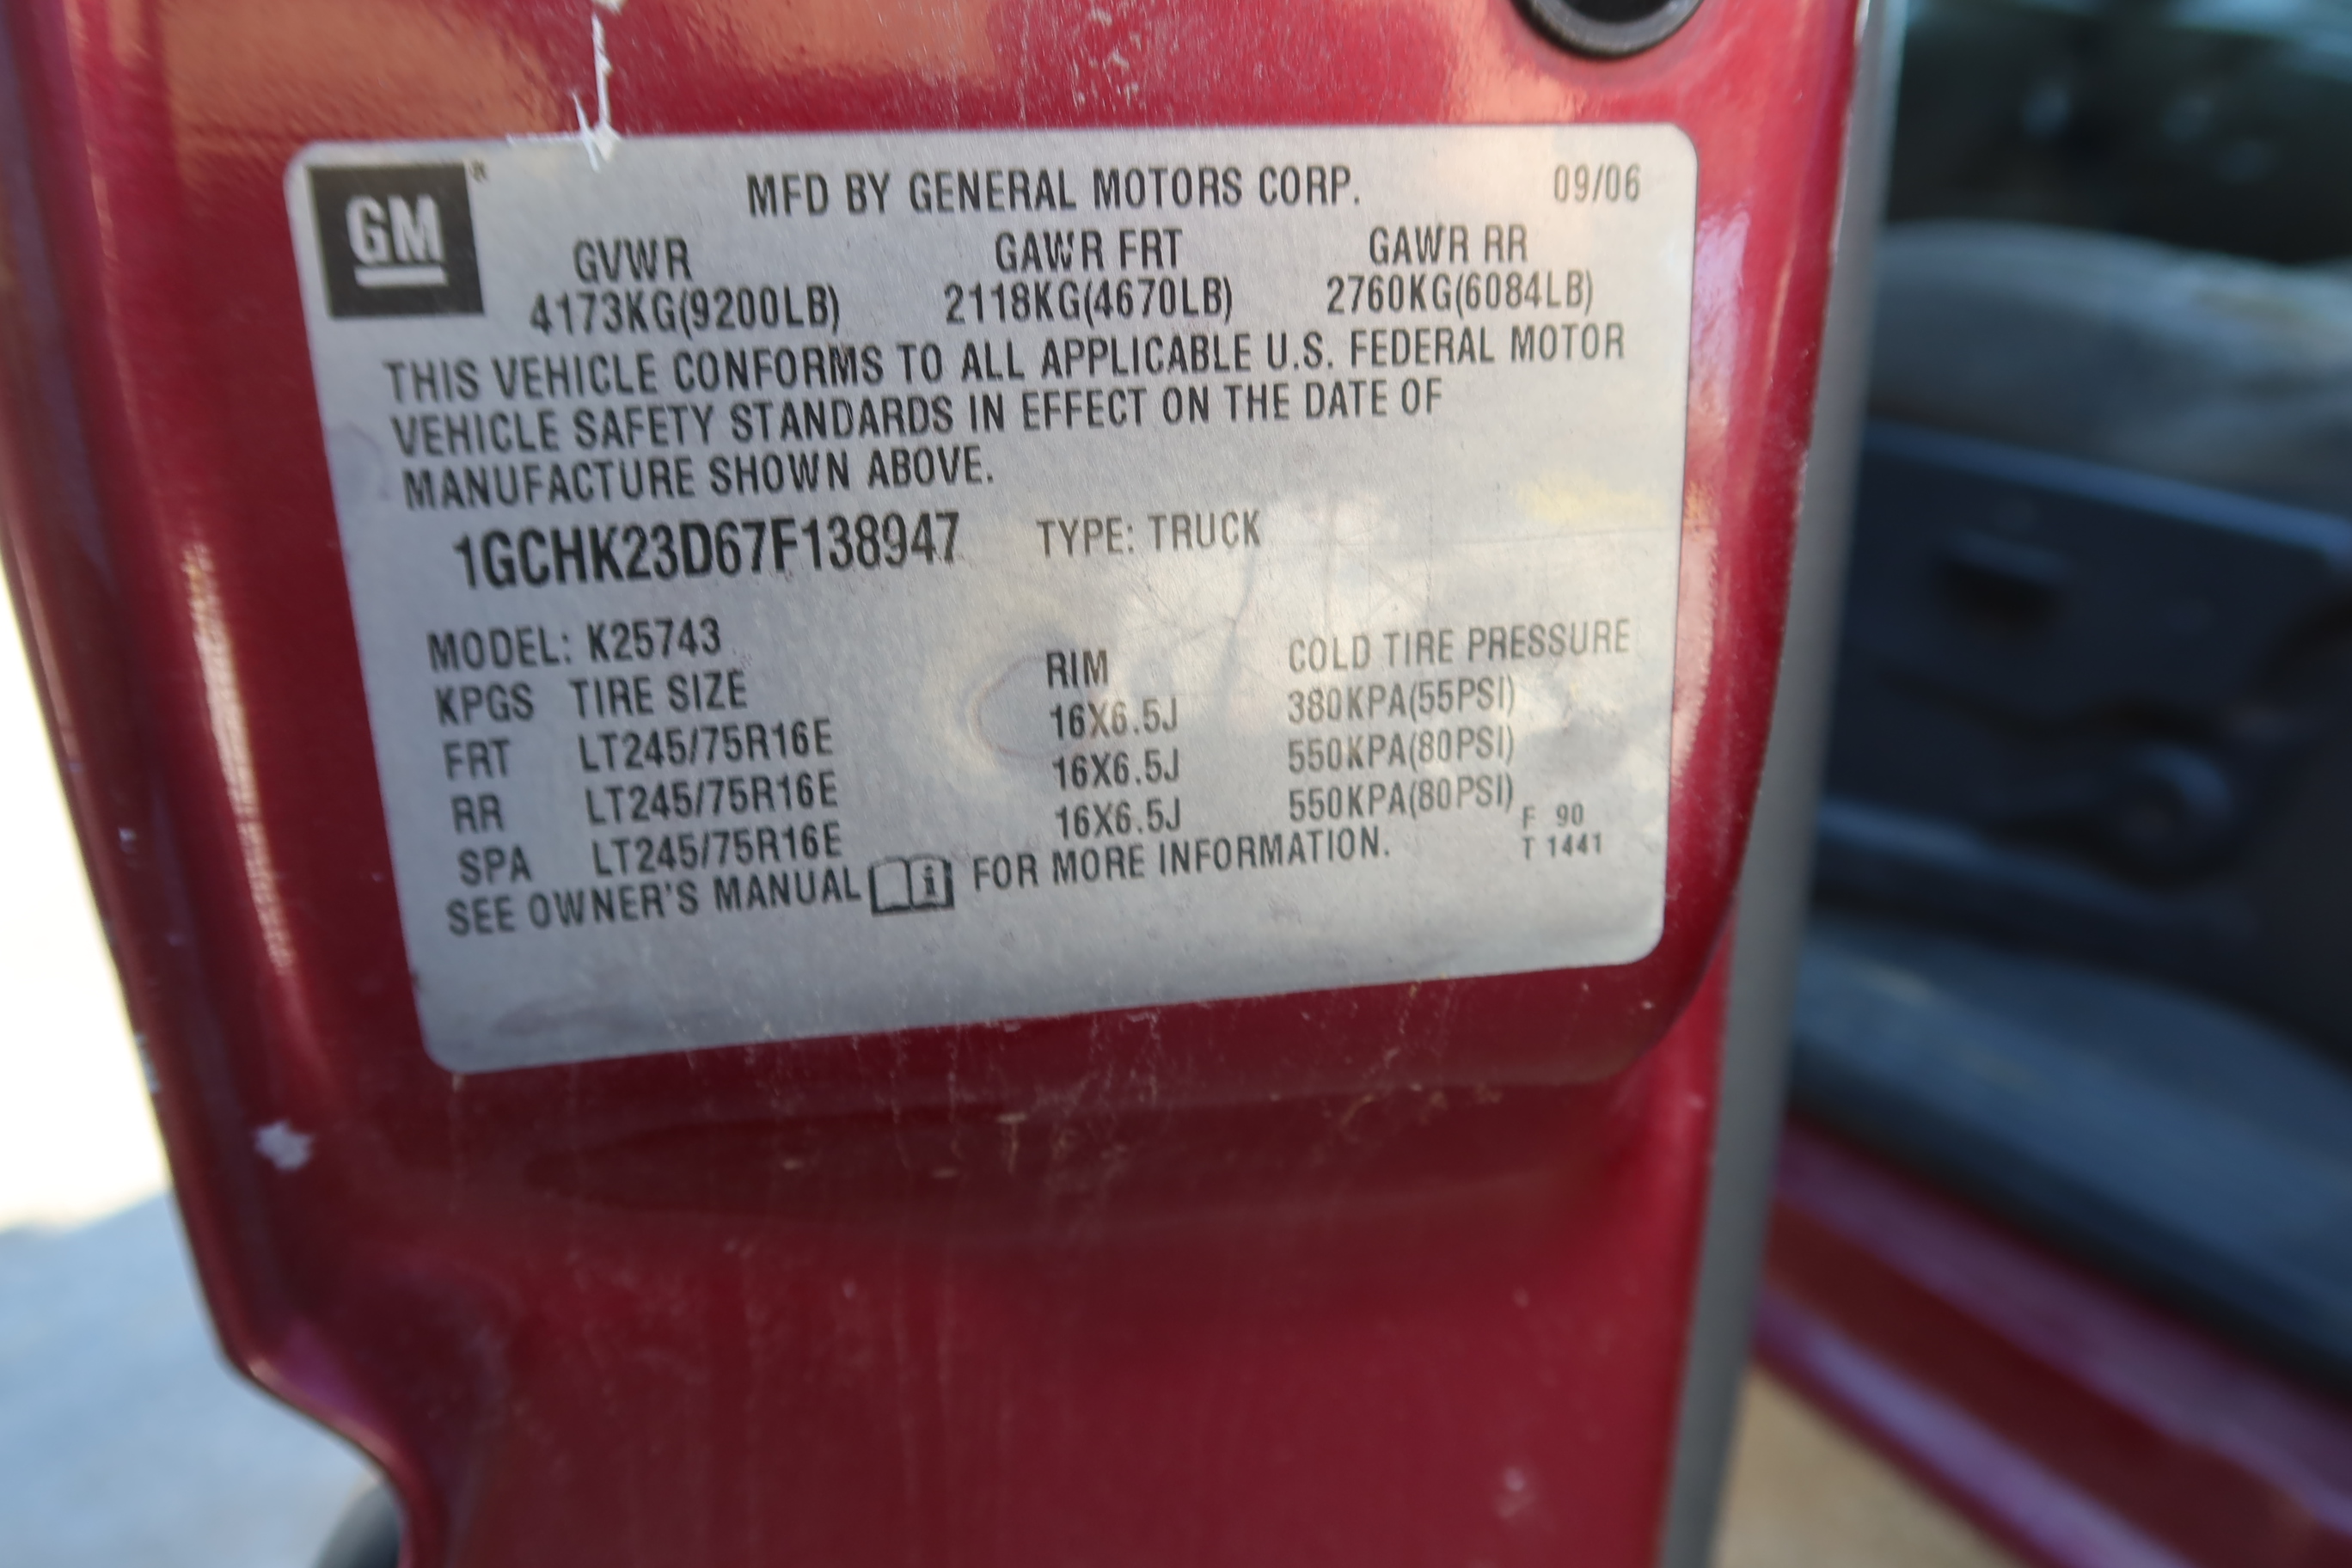 GM®
MFD BY GENERAL MOTORS CORP. 09/06
GVWR GAWR FRT GAWR RR
4173KG(9200LB) 2118KG(4670LB) 2760KG(6084LB)
THIS VEHICLE CONFORMS TO ALL APPLICABLE U.S. FEDERAL MOTOR
VEHICLE SAFETY STANDARDS IN EFFECT ON THE DATE OF
MANUFACTURE SHOWN ABOVE.
1GCHK23D67F138947 TYPE: TRUCK
MODEL: K25743
KPGS TIRE SIZE RIM COLD TIRE PRESSURE
FRT LT245/75R16E 16X6.5J 380KPA(55PSI)
RR LT245/75R16E 16X6.5J 550KPA(80PSI)
SPA LT245/75R16E 16X6.5J 550KPA(80PSI)
SEE OWNER'S MANUAL i FOR MORE INFORMATION.
F 90
T 1441